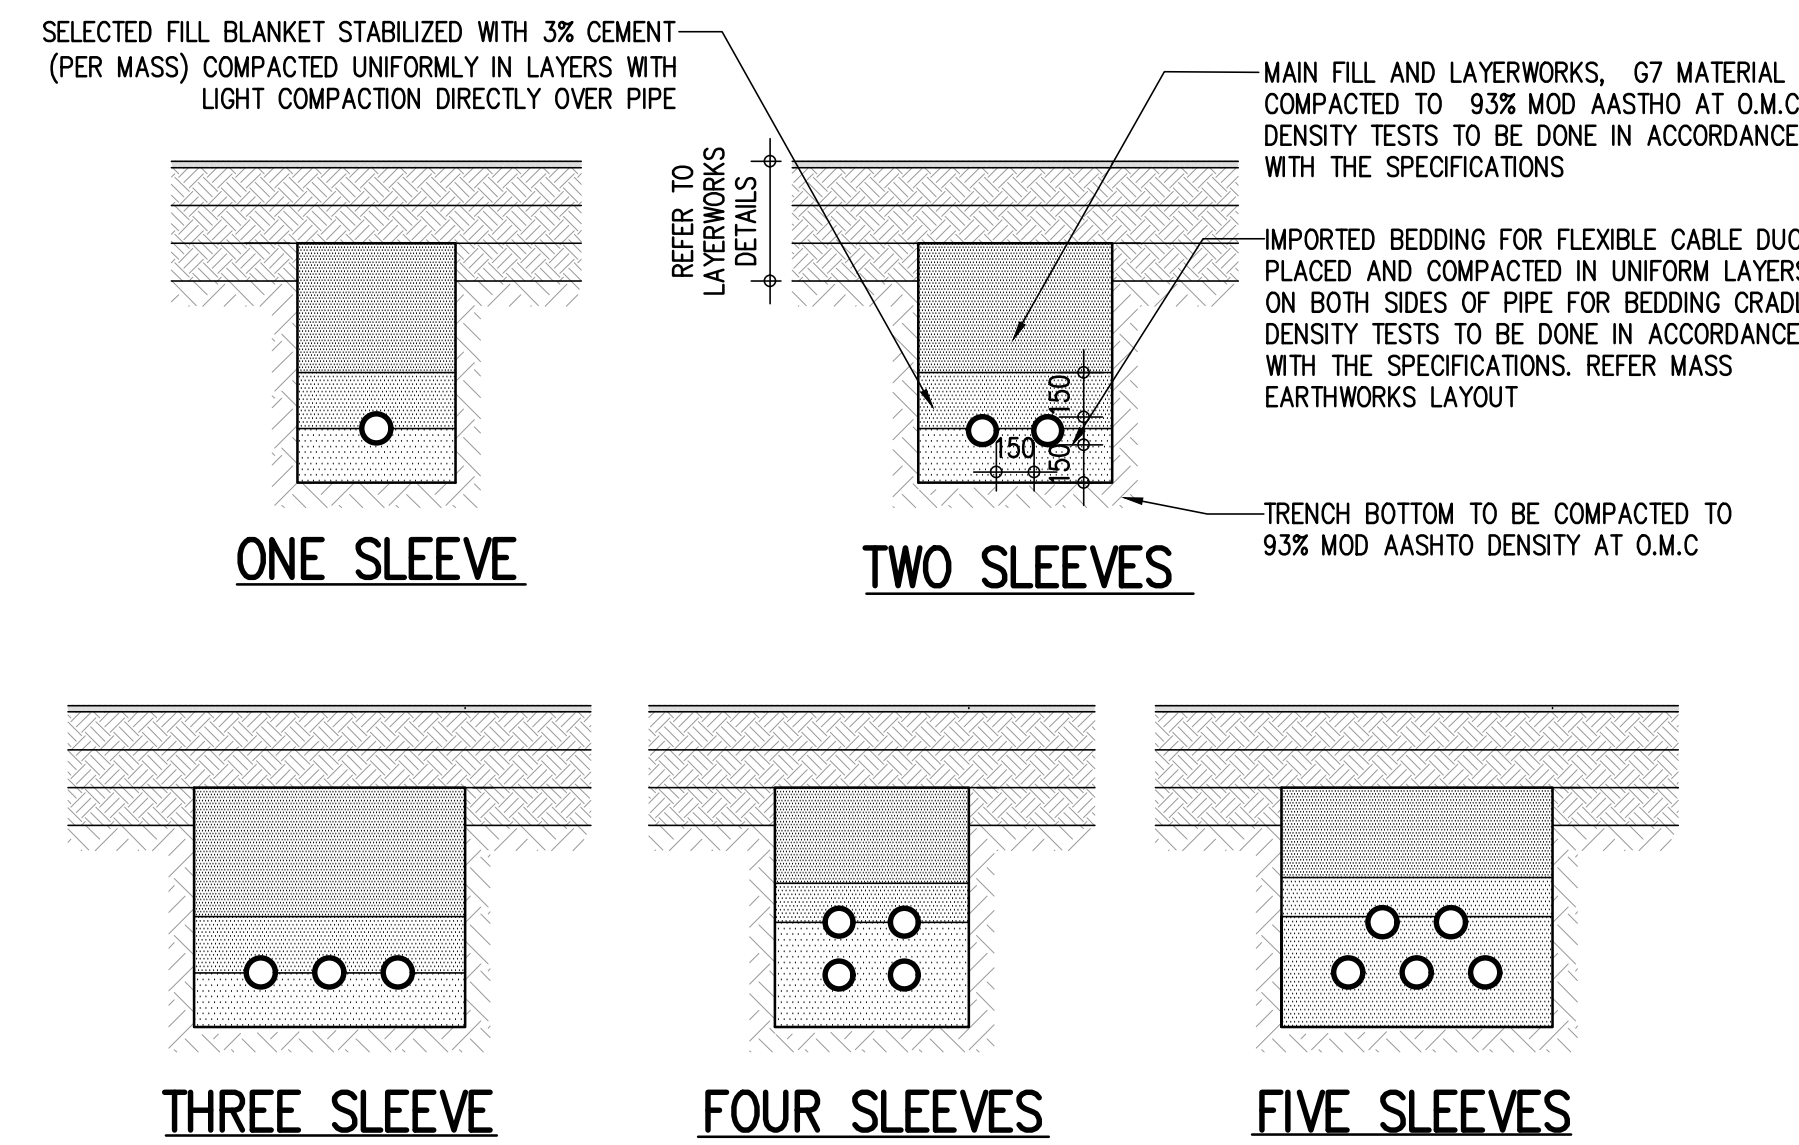 SELECTED FILL BLANKET STABILIZED WITH 3% CEMENT
(PER MASS) COMPACTED UNIFORMLY IN LAYERS WITH
LIGHT COMPACTION DIRECTLY OVER PIPE
MAIN FILL AND LAYERWORKS, G7 MATERIAL
COMPACTED TO 93% MOD AASTHO AT O.M.C
DENSITY TESTS TO BE DONE IN ACCORDANCE
WITH THE SPECIFICATIONS
REFER TO
LAYERWORKS
DETAILS
IMPORTED BEDDING FOR FLEXIBLE CABLE DUC
PLACED AND COMPACTED IN UNIFORM LAYERS
ON BOTH SIDES OF PIPE FOR BEDDING CRADL
DENSITY TESTS TO BE DONE IN ACCORDANCE
WITH THE SPECIFICATIONS. REFER MASS
EARTHWORKS LAYOUT
150
150
150
TRENCH BOTTOM TO BE COMPACTED TO
93% MOD AASHTO DENSITY AT O.M.C
ONE SLEEVE
TWO SLEEVES
THREE SLEEVE
FOUR SLEEVES
FIVE SLEEVES